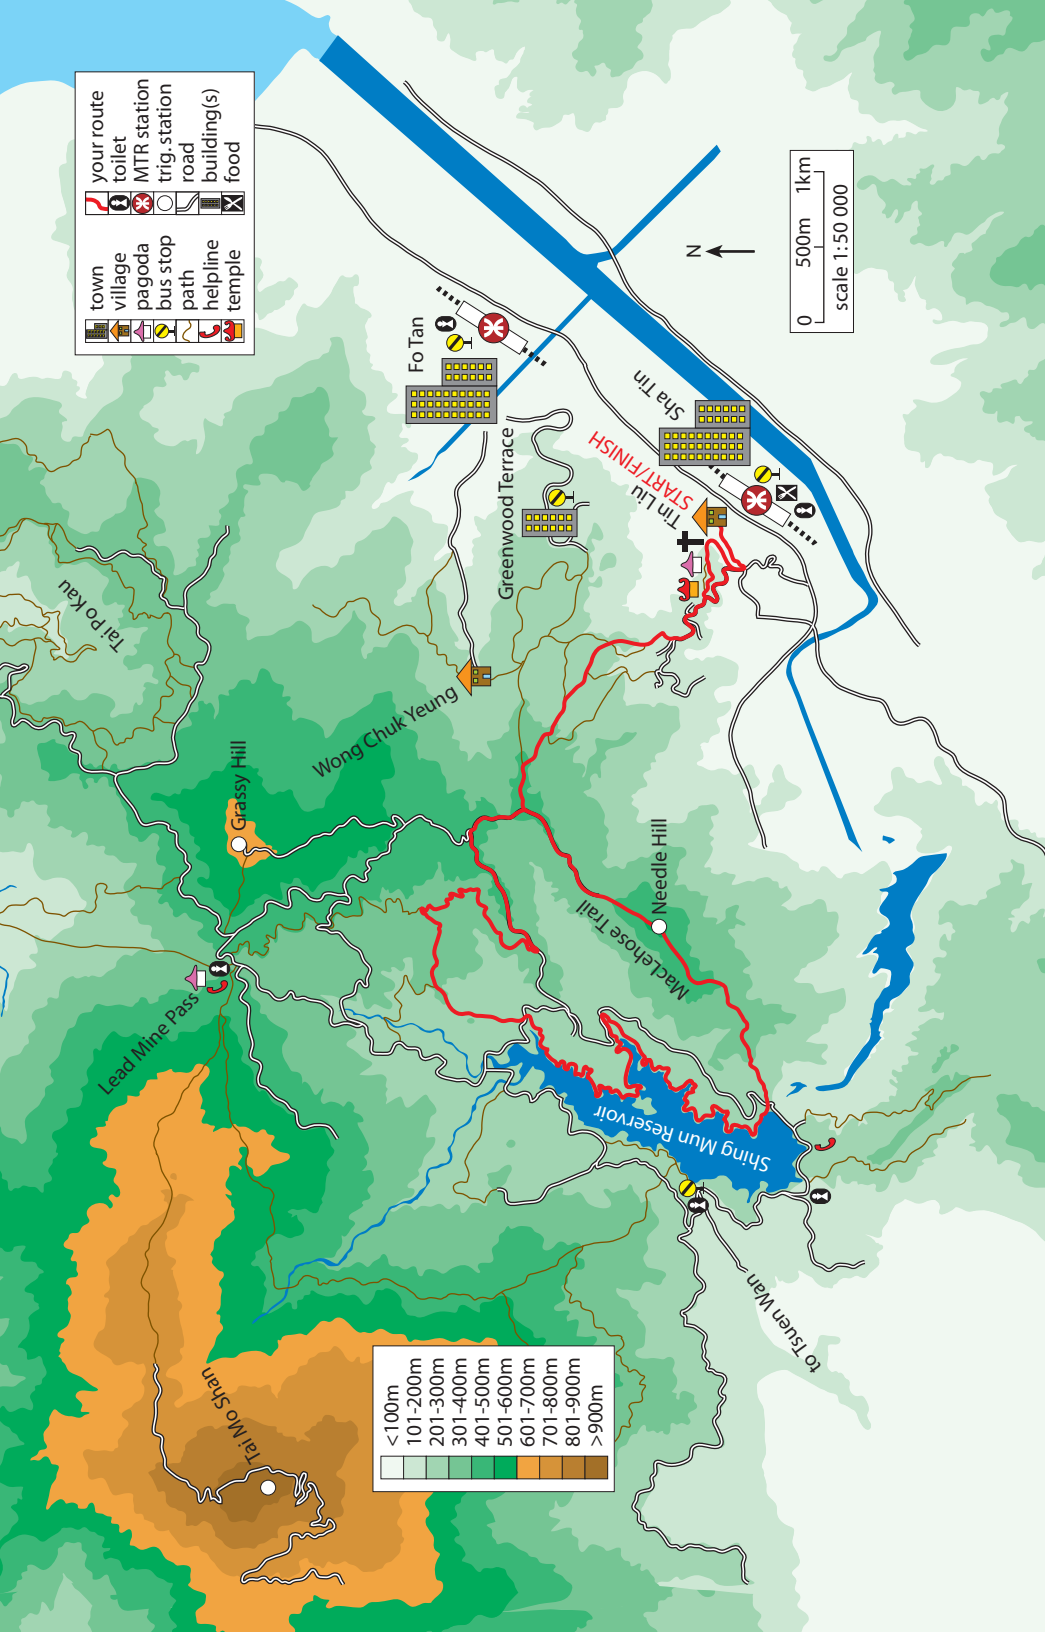 town
village
pagoda
bus stop
path
helpline
temple
your route
toilet
MTR station
trig. station
road
building(s)
food
Tai Po Kau
Grassy Hill
Lead Mine Pass
Tai Mo Shan
Wong Chuk Yeung
Fo Tan
Greenwood Terrace
Sha Tin
START/FINISH
Tin Liu
N
0 500m 1km
scale 1:50 000
Needle Hill
MacLehose Trail
Shing Mun Reservoir
to Tsuen Wan
<100m
101-200m
201-300m
301-400m
401-500m
501-600m
601-700m
701-800m
801-900m
>900m